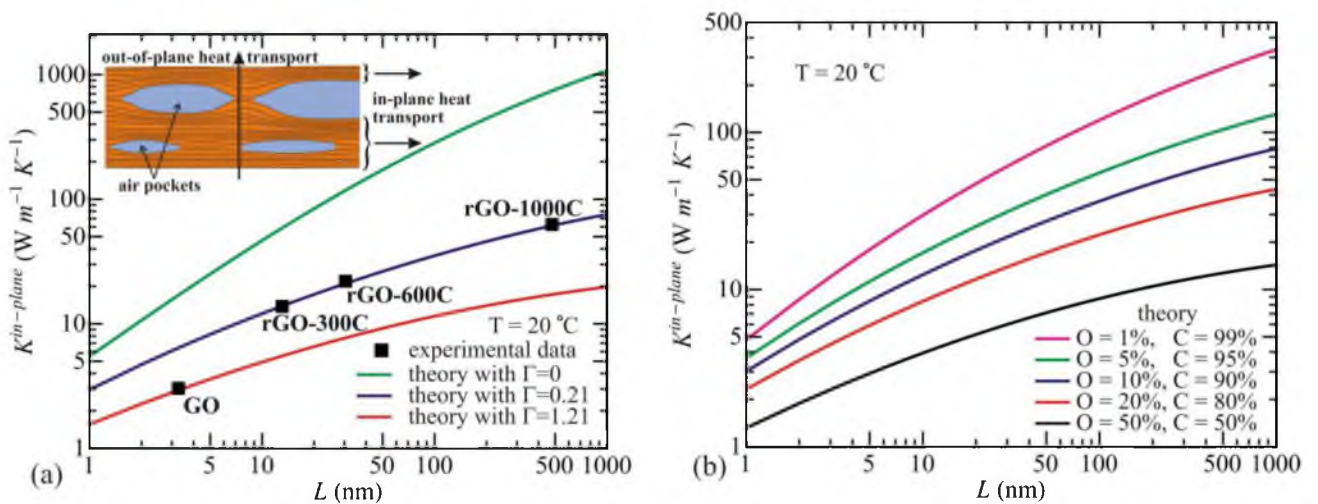 out-of-plane heat transport
in-plane heat
transport
air pockets
1000
500
100
50
10
5
1
K^{in-plane} (W m^{-1} K^{-1})
rGO-1000C
rGO-600C
rGO-300C
GO
T = 20 °C
experimental data
theory with Γ=0
theory with Γ=0.21
theory with Γ=1.21
1 5 10 50 100 500 1000
(a)
L (nm)
500
100
50
10
5
1
K^{in-plane} (W m^{-1} K^{-1})
T = 20 °C
theory
O = 1%, C = 99%
O = 5%, C = 95%
O = 10%, C = 90%
O = 20%, C = 80%
O = 50%, C = 50%
1 5 10 50 100 500 1000
(b)
L (nm)